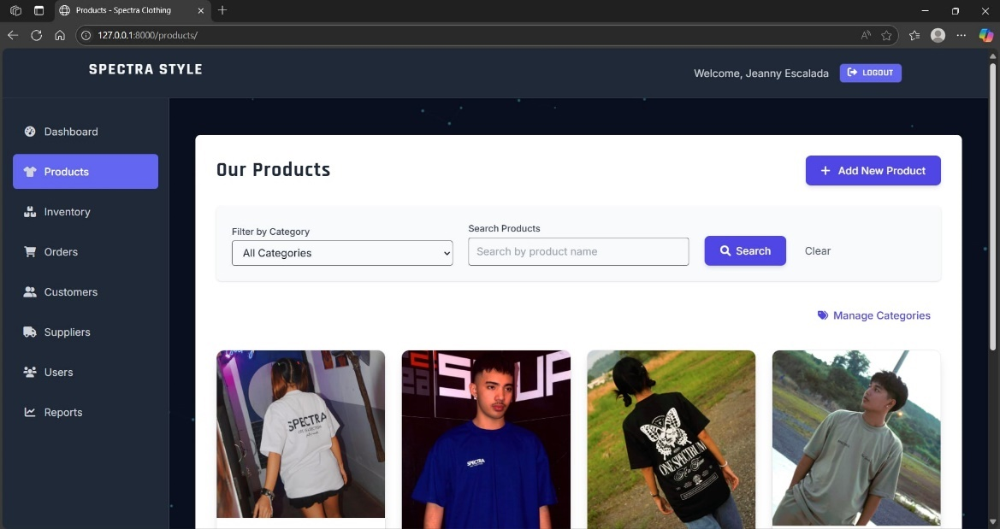 Products - Spectra Clothing
127.0.0.1:8000/products/
SPECTRA STYLE
Welcome, Jeanny Escalada
LOGOUT
Dashboard
Products
Inventory
Orders
Customers
Suppliers
Users
Reports
Our Products
+ Add New Product
Filter by Category
All Categories
Search Products
Search by product name
Search
Clear
Manage Categories
SPECTRA
SPECTRA
ONE SPECTRUM